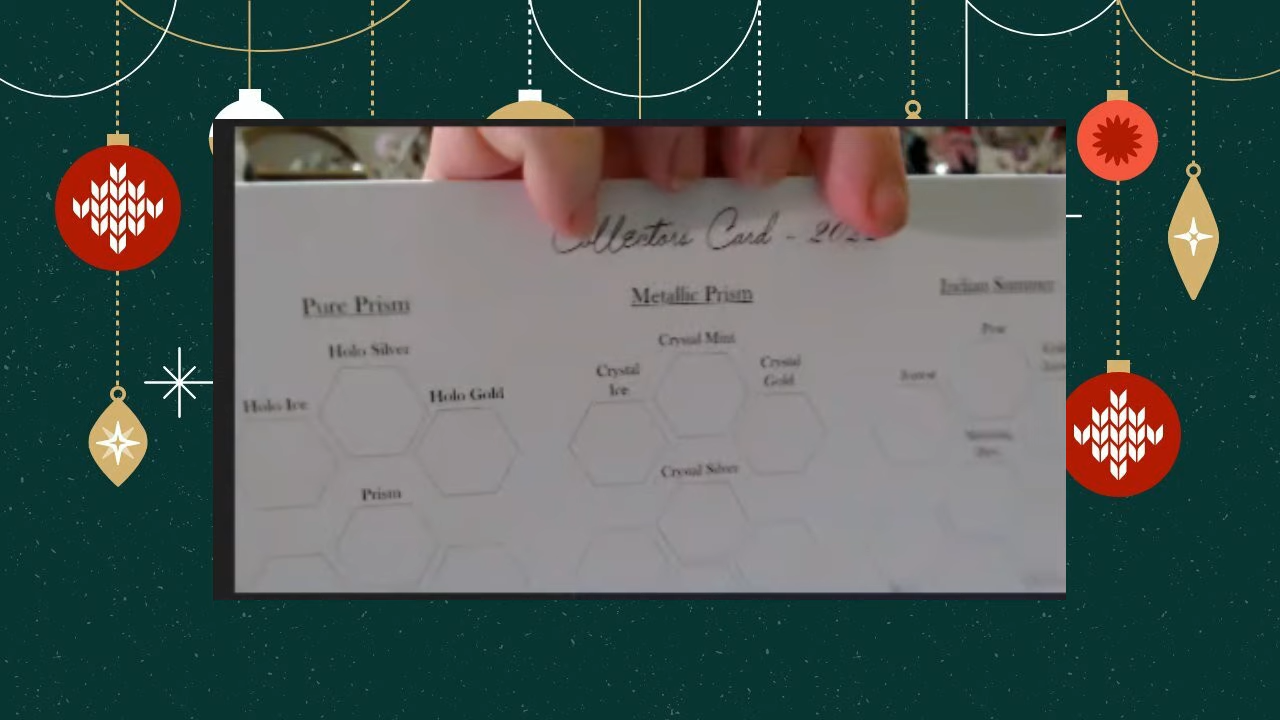 Collectors Card - 202
Pure Prism
Metallic Prism
Indian Summer
Holo Silver
Crystal Mint
Crystal Ice
Crystal Gold
Holo Ice
Holo Gold
Crystal Silver
Prism